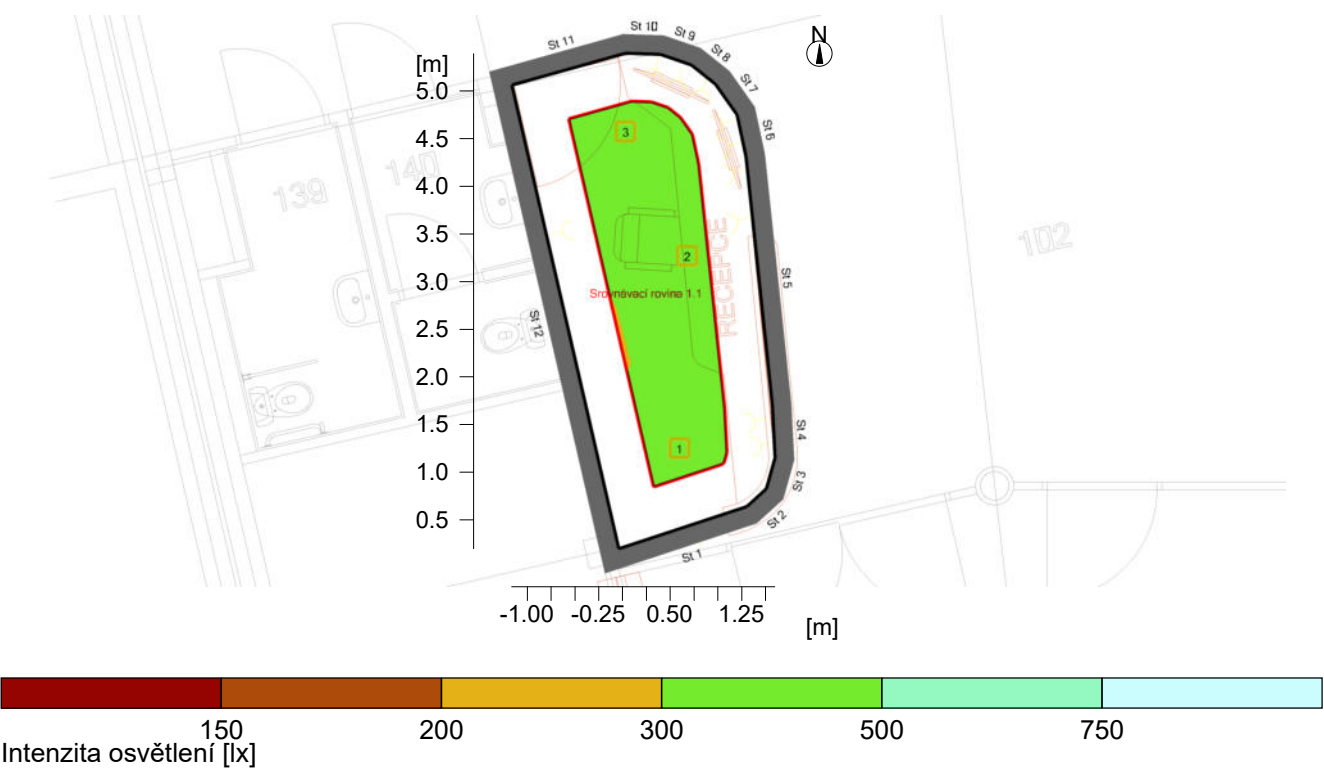 St 10
St 9
St 11
St 8
N
[m]
St 7
5.0
4.5
St 6
3
140
4.0
139
3.5
RECEPCE
102
2
3.0
St 5
Srovnávací rovina 1.1
St 12
2.5
2.0
1.5
St 4
1
1.0
St 3
0.5
St 2
St 1
-1.00 -0.25 0.50 1.25
[m]
150 200 300 500 750
Intenzita osvětlení [lx]